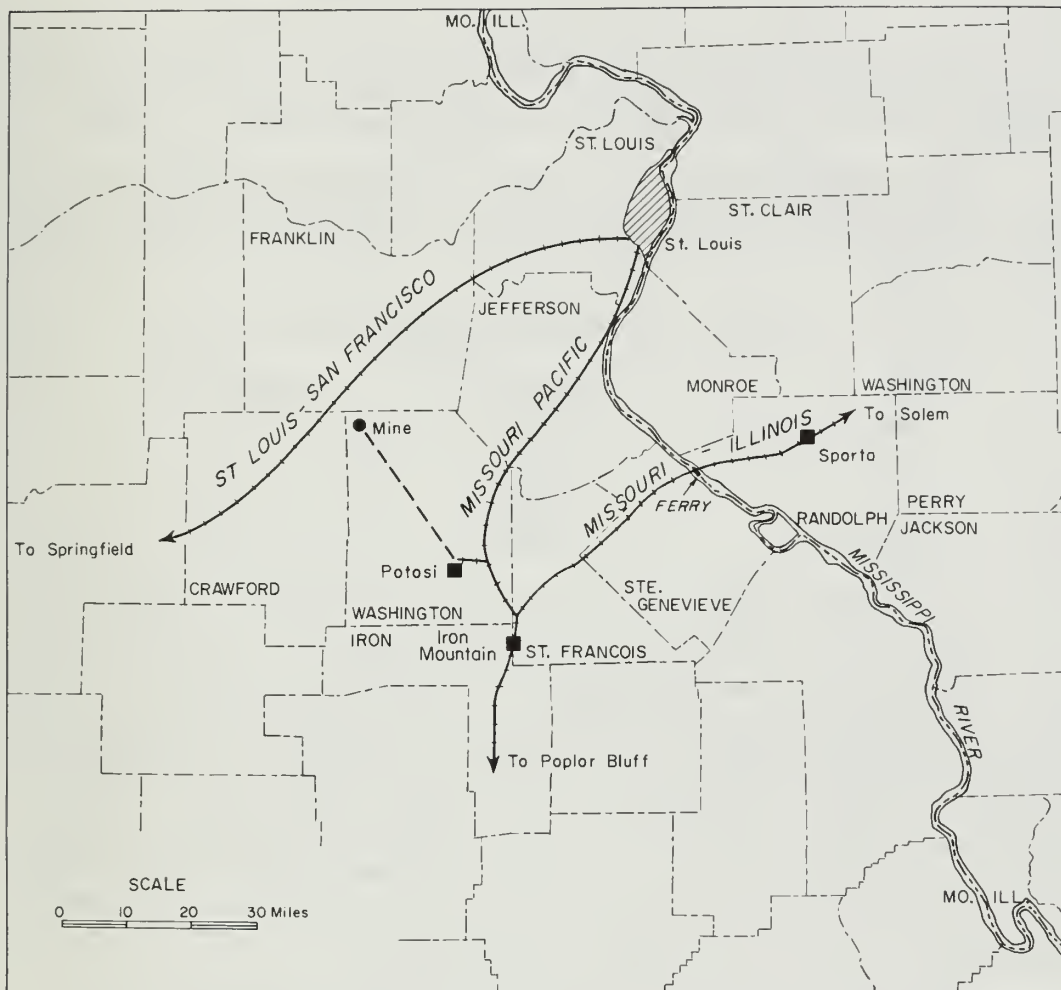 MO. ILL.
ST. LOUIS
ST. CLAIR
FRANKLIN
St. Louis
ST LOUIS - SAN FRANCISCO
JEFFERSON
MISSOURI PACIFIC
MONROE
WASHINGTON
To Solem
Mine
MISSOURI ILLINOIS
Sparta
FERRY
RANDOLPH
PERRY
JACKSON
To Springfield
Potosi
CRAWFORD
STE.
GENEVIEVE
MISSISSIPPI RIVER
WASHINGTON
IRON
Iron
Mountain
ST. FRANCOIS
To Poplor Bluff
SCALE
0 10 20 30 Miles
MO. ILL.